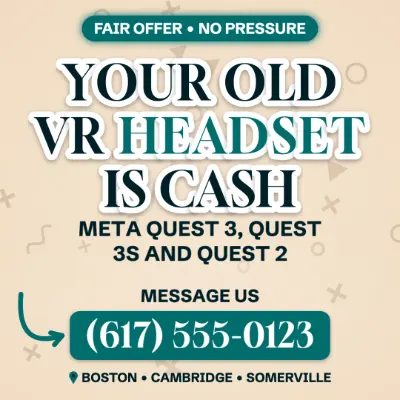 FAIR OFFER • NO PRESSURE
YOUR OLD
VR HEADSET
IS CASH
META QUEST 3, QUEST
3S AND QUEST 2
MESSAGE US
(617) 555-0123
BOSTON • CAMBRIDGE • SOMERVILLE